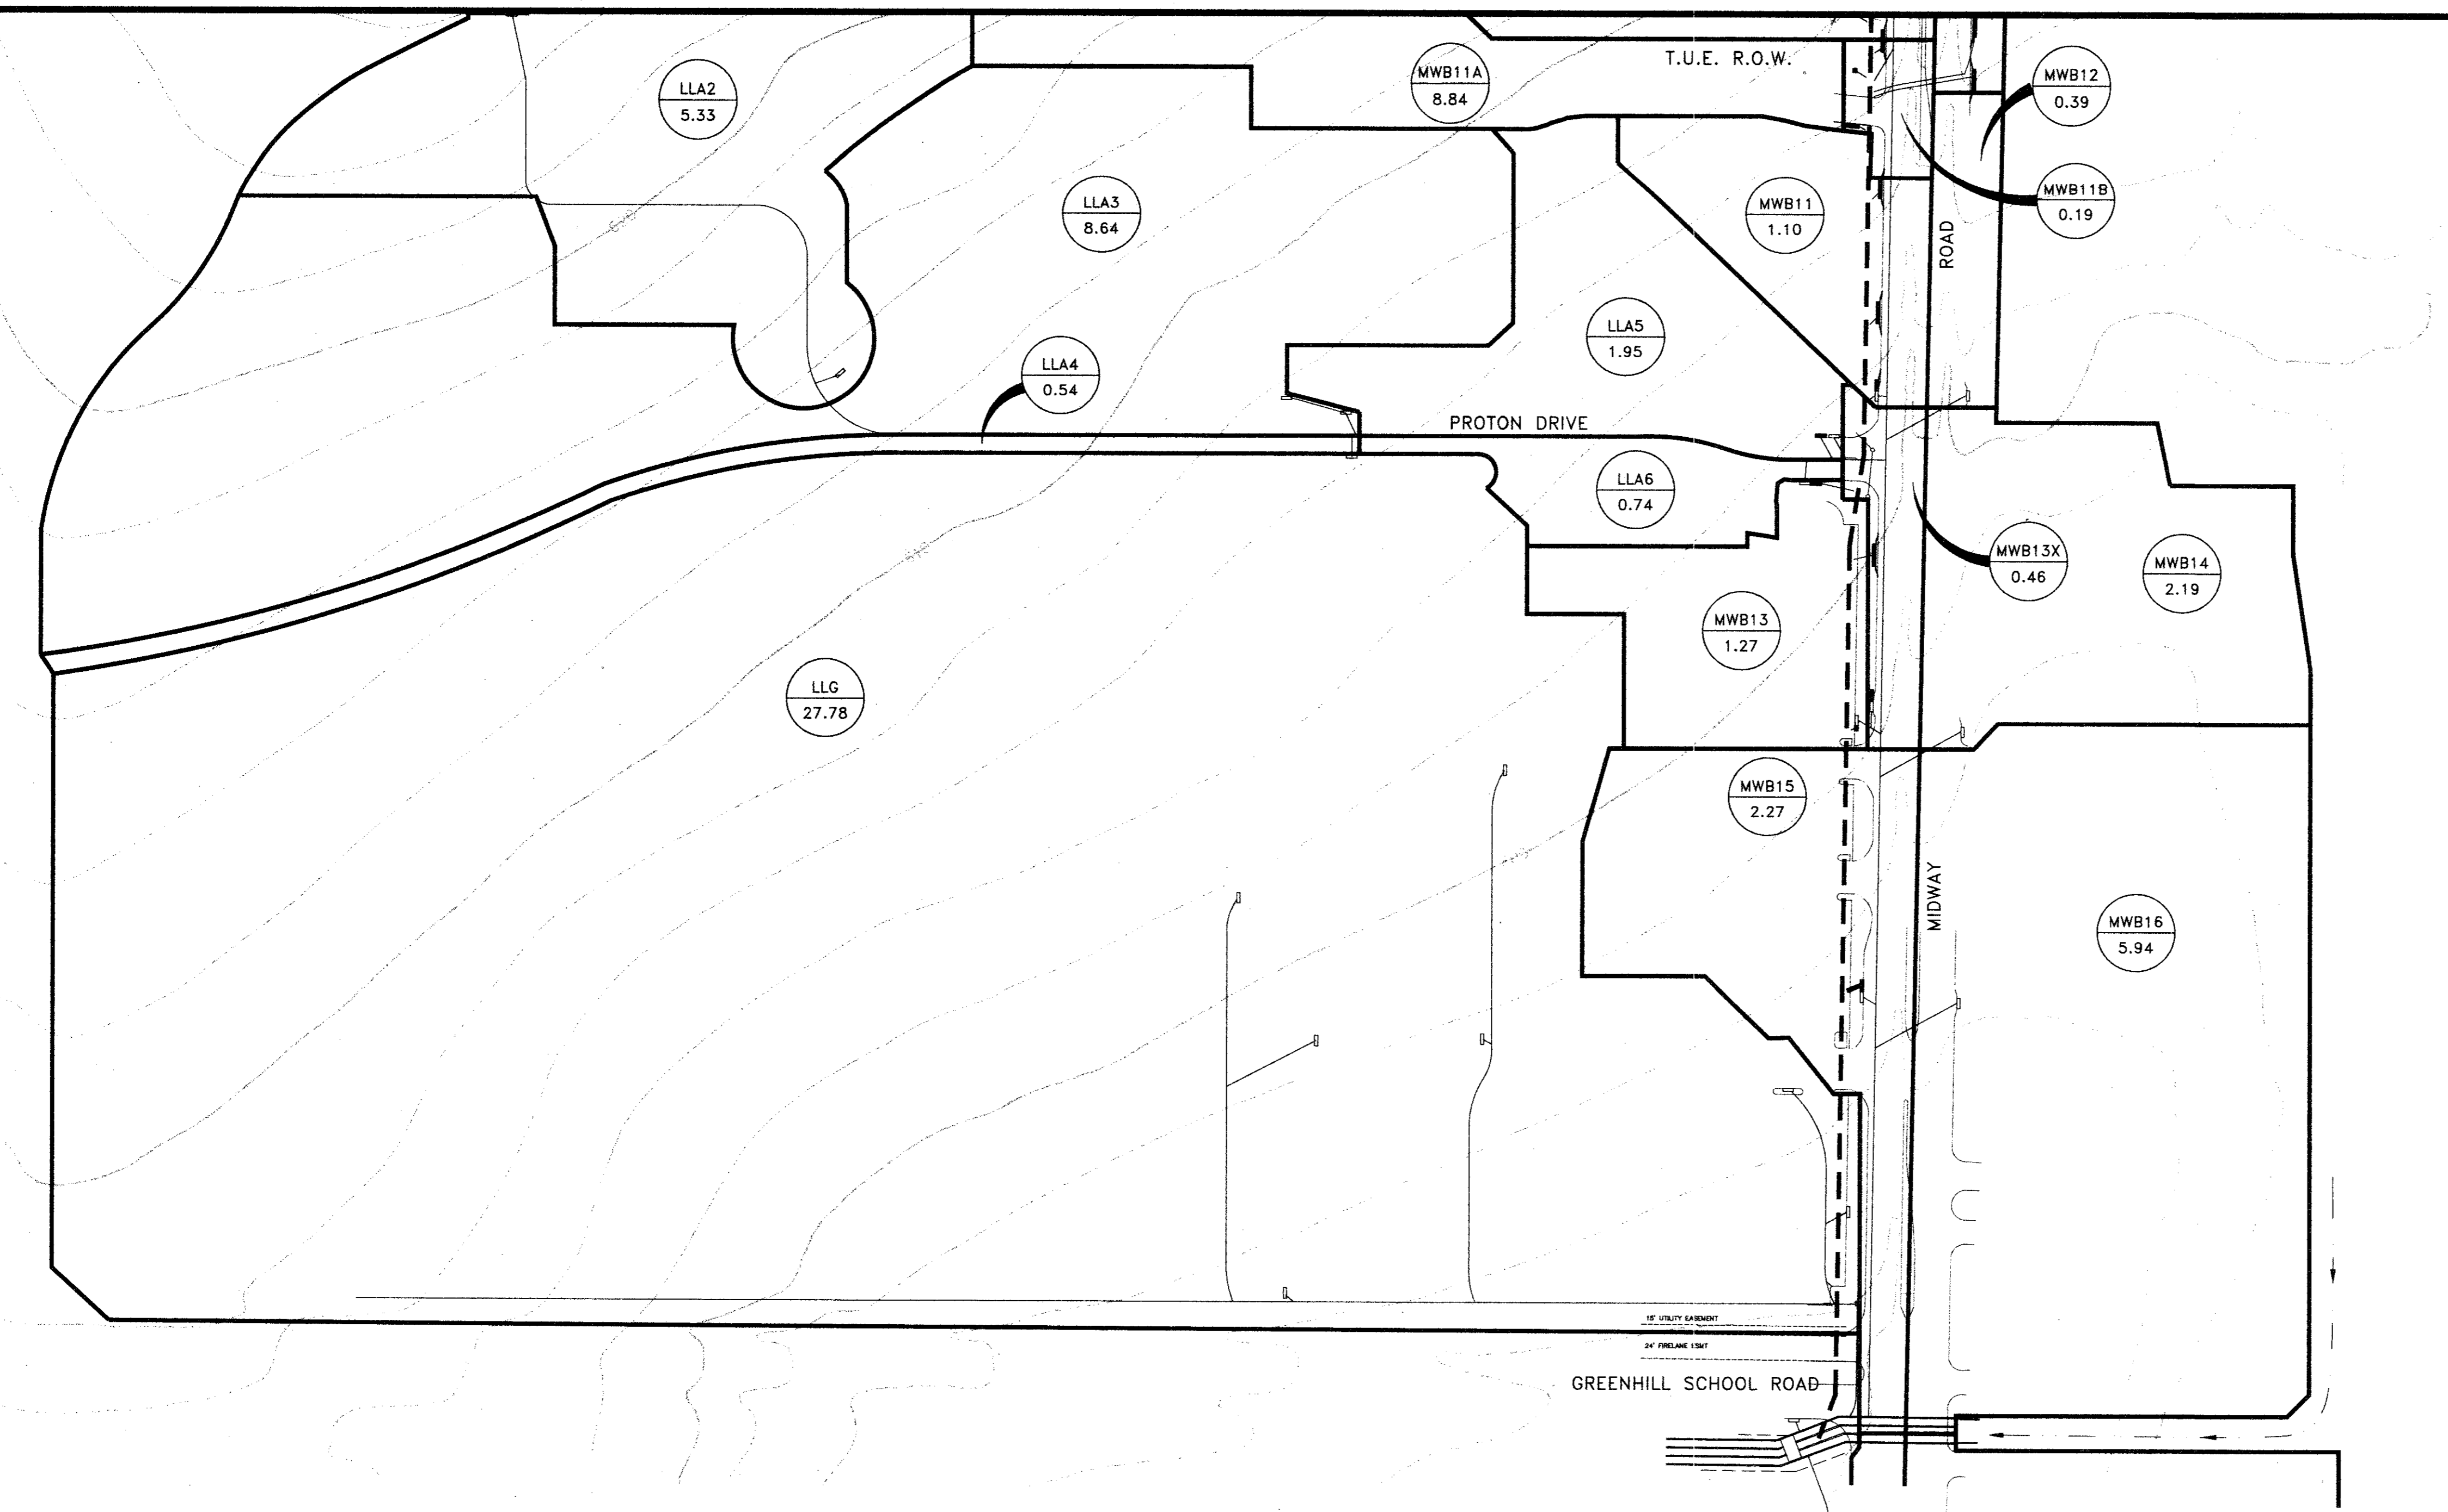 T.U.E. R.O.W.
MWB11A
8.84
MWB12
0.39
LLA2
5.33
MWB11B
0.19
LLA3
8.64
MWB11
1.10
ROAD
LLA5
1.95
LLA4
0.54
PROTON DRIVE
LLA6
0.74
MWB13X
0.46
MWB14
2.19
MWB13
1.27
LLG
27.78
MWB15
2.27
MIDWAY
MWB16
5.94
15' UTILITY EASEMENT
24' FIRELANE ESMT
GREENHILL SCHOOL ROAD